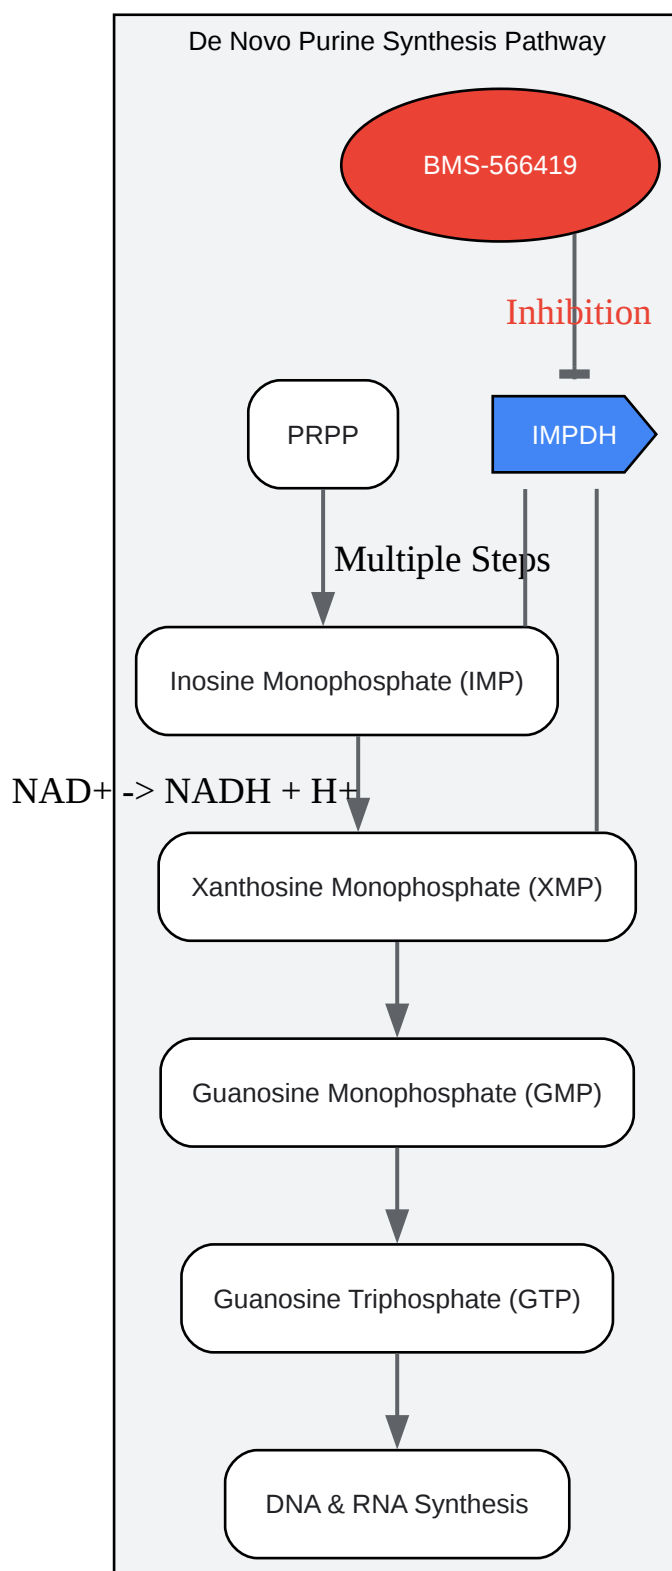 De Novo Purine Synthesis Pathway
BMS-566419
Inhibition
PRPP
IMPDH
Multiple Steps
Inosine Monophosphate (IMP)
NAD+ -> NADH + H+
Xanthosine Monophosphate (XMP)
Guanosine Monophosphate (GMP)
Guanosine Triphosphate (GTP)
DNA & RNA Synthesis